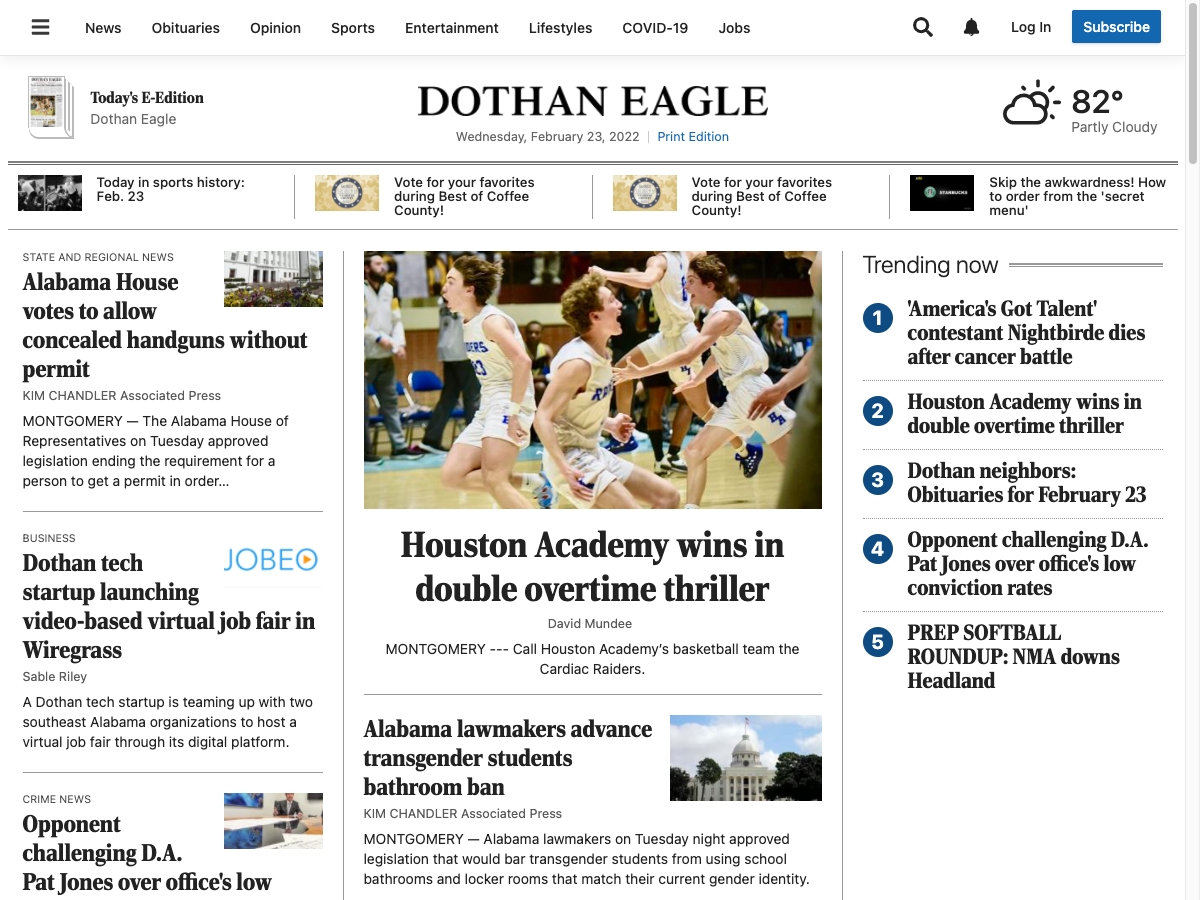 News Obituaries Opinion Sports Entertainment Lifestyles COVID-19 Jobs Log In Subscribe
Today's E-Edition
Dothan Eagle
DOTHAN EAGLE
Wednesday, February 23, 2022 | Print Edition
82°
Partly Cloudy
Today in sports history:
Feb. 23
Vote for your favorites
during Best of Coffee
County!
Vote for your favorites
during Best of Coffee
County!
STARBUCKS
Skip the awkwardness! How
to order from the 'secret
menu'
STATE AND REGIONAL NEWS
Alabama House
votes to allow
concealed handguns without
permit
KIM CHANDLER Associated Press
MONTGOMERY — The Alabama House of
Representatives on Tuesday approved
legislation ending the requirement for a
person to get a permit in order...
BUSINESS
JOBEO
Dothan tech
startup launching
video-based virtual job fair in
Wiregrass
Sable Riley
A Dothan tech startup is teaming up with two
southeast Alabama organizations to host a
virtual job fair through its digital platform.
CRIME NEWS
Opponent
challenging D.A.
Pat Jones over office's low
Houston Academy wins in
double overtime thriller
David Mundee
MONTGOMERY --- Call Houston Academy’s basketball team the
Cardiac Raiders.
Alabama lawmakers advance
transgender students
bathroom ban
KIM CHANDLER Associated Press
MONTGOMERY — Alabama lawmakers on Tuesday night approved
legislation that would bar transgender students from using school
bathrooms and locker rooms that match their current gender identity.
Trending now
1 'America's Got Talent'
contestant Nightbirde dies
after cancer battle
2 Houston Academy wins in
double overtime thriller
3 Dothan neighbors:
Obituaries for February 23
4 Opponent challenging D.A.
Pat Jones over office's low
conviction rates
5 PREP SOFTBALL
ROUNDUP: NMA downs
Headland